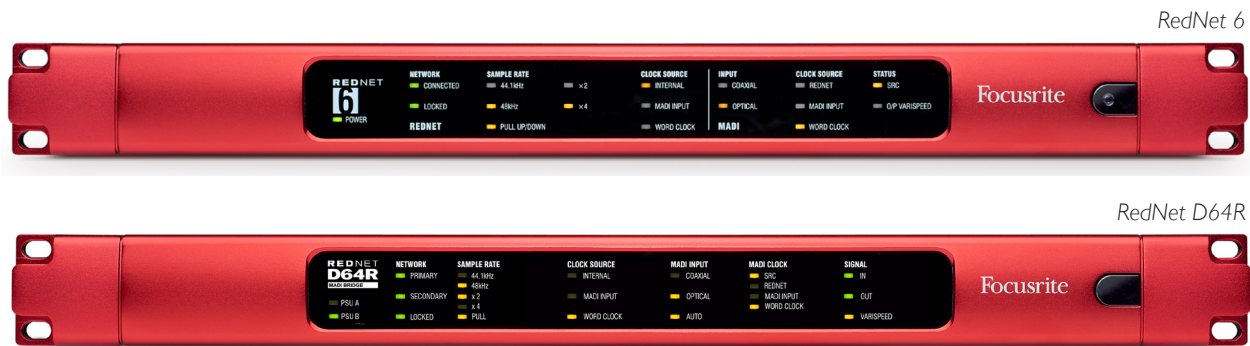 RedNet 6
REDNET
6
POWER
NETWORK
CONNECTED
LOCKED
REDNET
SAMPLE RATE
44.1kHz
×2
48kHz
×4
PULL UP/DOWN
CLOCK SOURCE
INTERNAL
MADI INPUT
WORD CLOCK
INPUT
COAXIAL
OPTICAL
MADI
CLOCK SOURCE
REDNET
MADI INPUT
WORD CLOCK
STATUS
SRC
O/P VARISPEED
Focusrite
RedNet D64R
REDNET
D64R
MADI BRIDGE
PSU A
PSU B
NETWORK
PRIMARY
SECONDARY
LOCKED
SAMPLE RATE
44.1kHz
48kHz
x 2
x 4
PULL
CLOCK SOURCE
INTERNAL
MADI INPUT
WORD CLOCK
MADI INPUT
COAXIAL
OPTICAL
AUTO
MADI CLOCK
SRC
REDNET
MADI INPUT
WORD CLOCK
SIGNAL
IN
OUT
VARISPEED
Focusrite